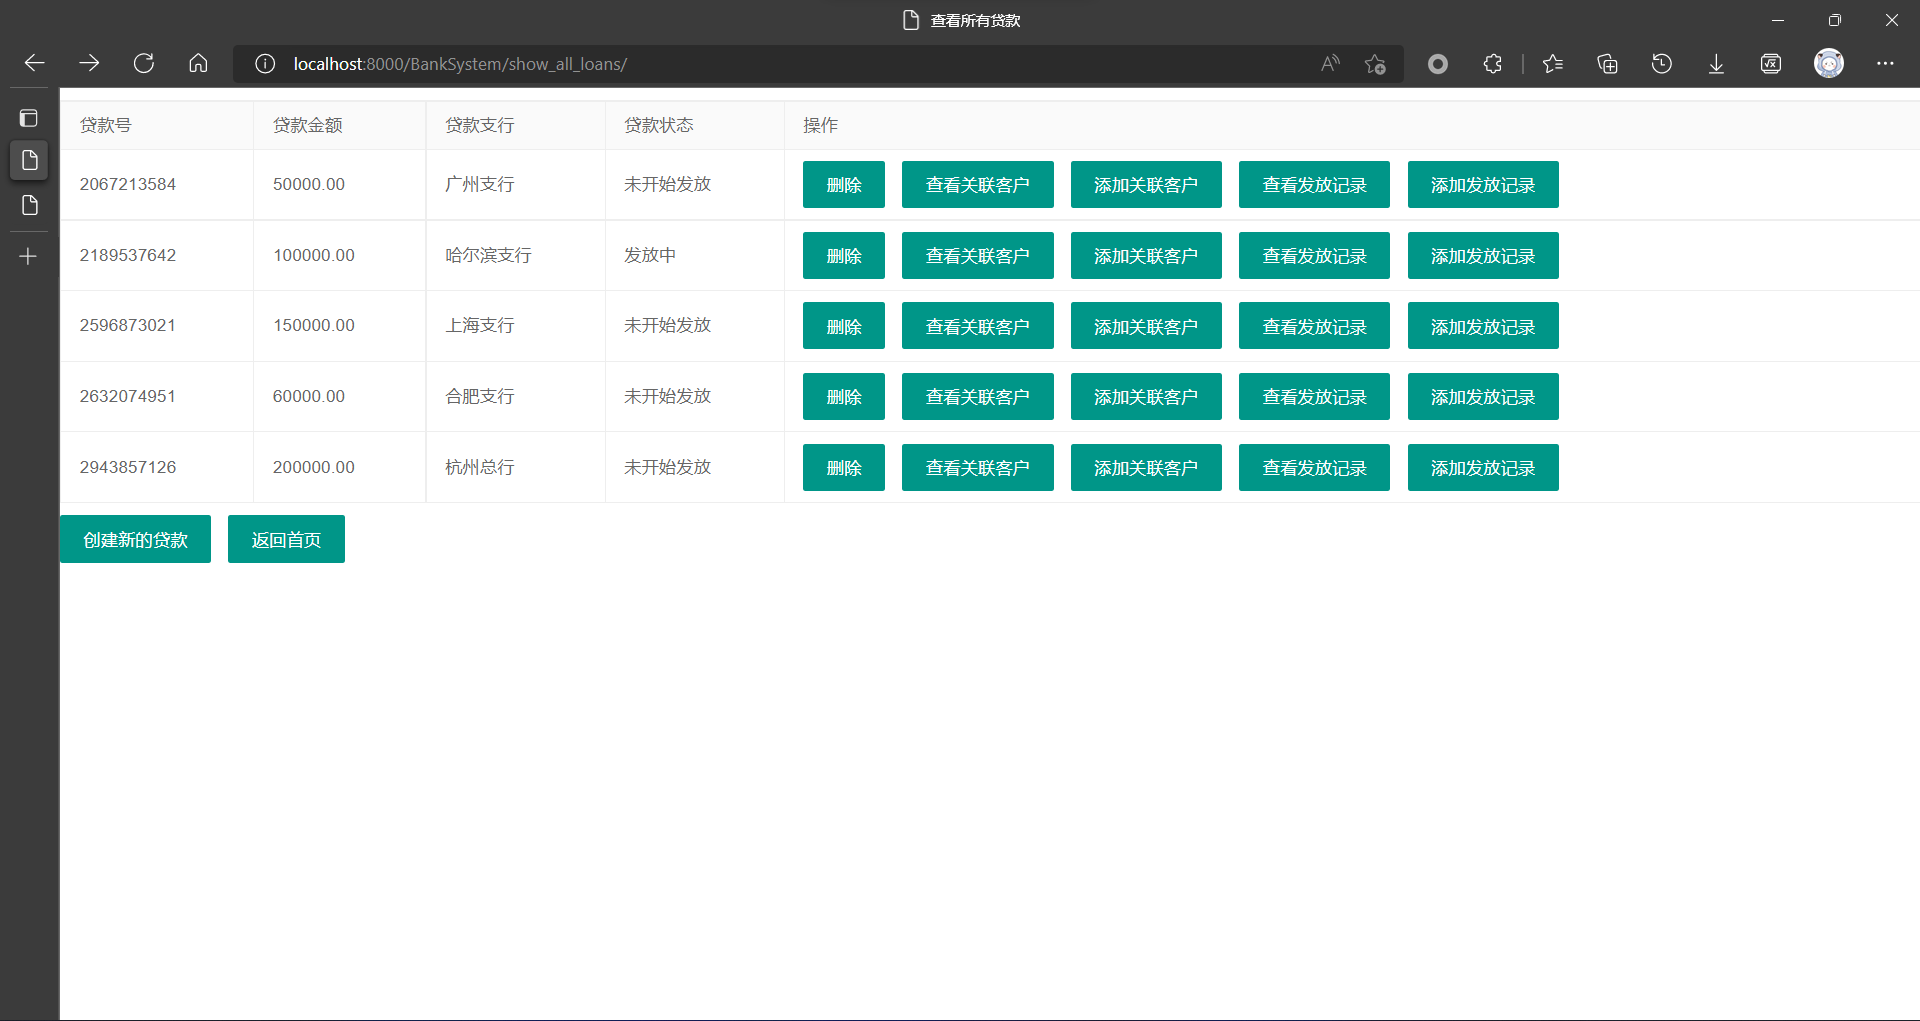 查看所有贷款
localhost:8000/BankSystem/show_all_loans/
贷款号 贷款金额 贷款支行 贷款状态 操作
2067213584 50000.00 广州支行 未开始发放 删除 查看关联客户 添加关联客户 查看发放记录 添加发放记录
2189537642 100000.00 哈尔滨支行 发放中 删除 查看关联客户 添加关联客户 查看发放记录 添加发放记录
2596873021 150000.00 上海支行 未开始发放 删除 查看关联客户 添加关联客户 查看发放记录 添加发放记录
2632074951 60000.00 合肥支行 未开始发放 删除 查看关联客户 添加关联客户 查看发放记录 添加发放记录
2943857126 200000.00 杭州总行 未开始发放 删除 查看关联客户 添加关联客户 查看发放记录 添加发放记录
创建新的贷款 返回首页